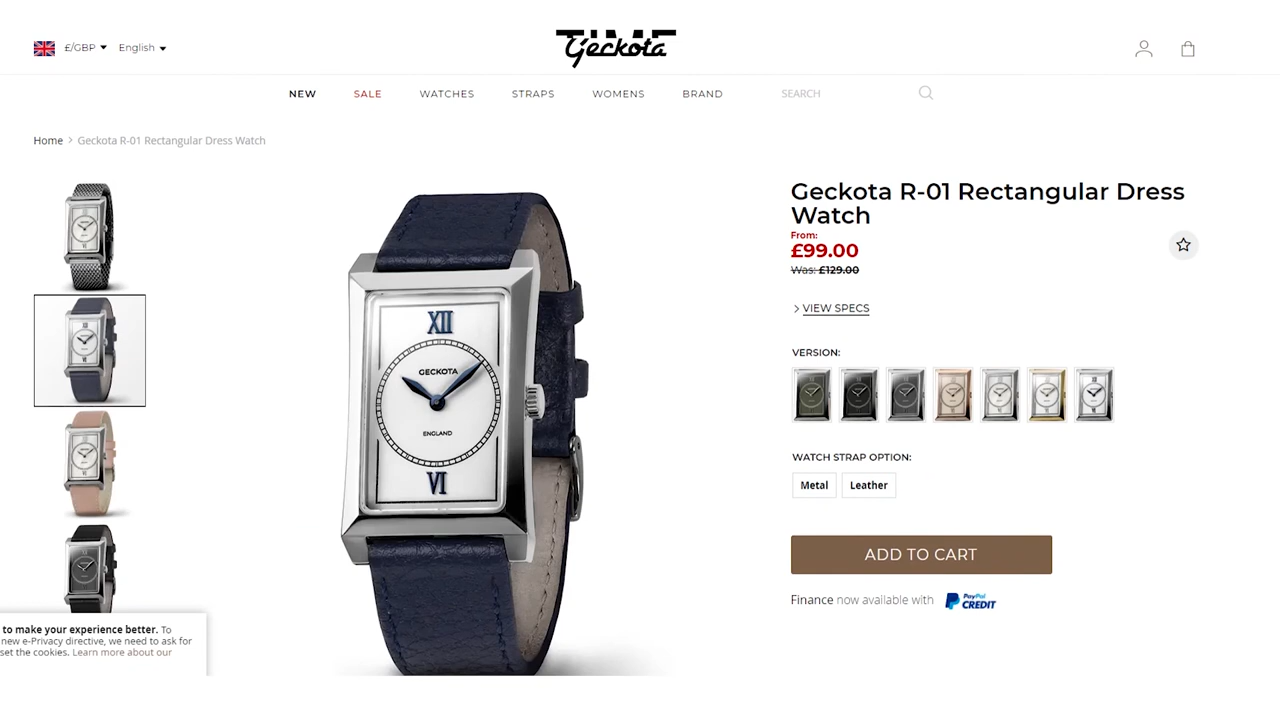 £/GBP
English
TIME
Geckota
NEW
SALE
WATCHES
STRAPS
WOMENS
BRAND
SEARCH
Home > Geckota R-01 Rectangular Dress Watch
Geckota R-01 Rectangular Dress
Watch
From:
£99.00
Was: £129.00
VIEW SPECS
VERSION:
WATCH STRAP OPTION:
Metal
Leather
ADD TO CART
Finance now available with PayPal CREDIT
XII
GECKOTA
ENGLAND
VI
to make your experience better. To
new e-Privacy directive, we need to ask for
set the cookies. Learn more about our